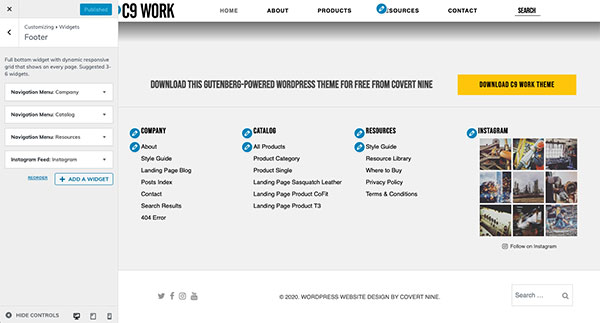 Published
Customizing ▸ Widgets
Footer
Full bottom widget with dynamic responsive
grid that shows on every page. Suggested 3-
6 widgets.
Navigation Menu: Company
Navigation Menu: Catalog
Navigation Menu: Resources
Instagram Feed: Instagram
REORDER
+ ADD A WIDGET
HIDE CONTROLS
C9 WORK
HOME
ABOUT
PRODUCTS
ESOURCES
CONTACT
SEARCH
DOWNLOAD THIS GUTENBERG-POWERED WORDPRESS THEME FOR FREE FROM COVERT NINE
DOWNLOAD C9 WORK THEME
COMPANY
About
Style Guide
Landing Page Blog
Posts Index
Contact
Search Results
404 Error
CATALOG
All Products
Product Category
Product Single
Landing Page Sasquatch Leather
Landing Page Product CoFit
Landing Page Product T3
RESOURCES
Style Guide
Resource Library
Where to Buy
Privacy Policy
Terms & Conditions
INSTAGRAM
Follow on Instagram
© 2020. WORDPRESS WEBSITE DESIGN BY COVERT NINE.
Search …